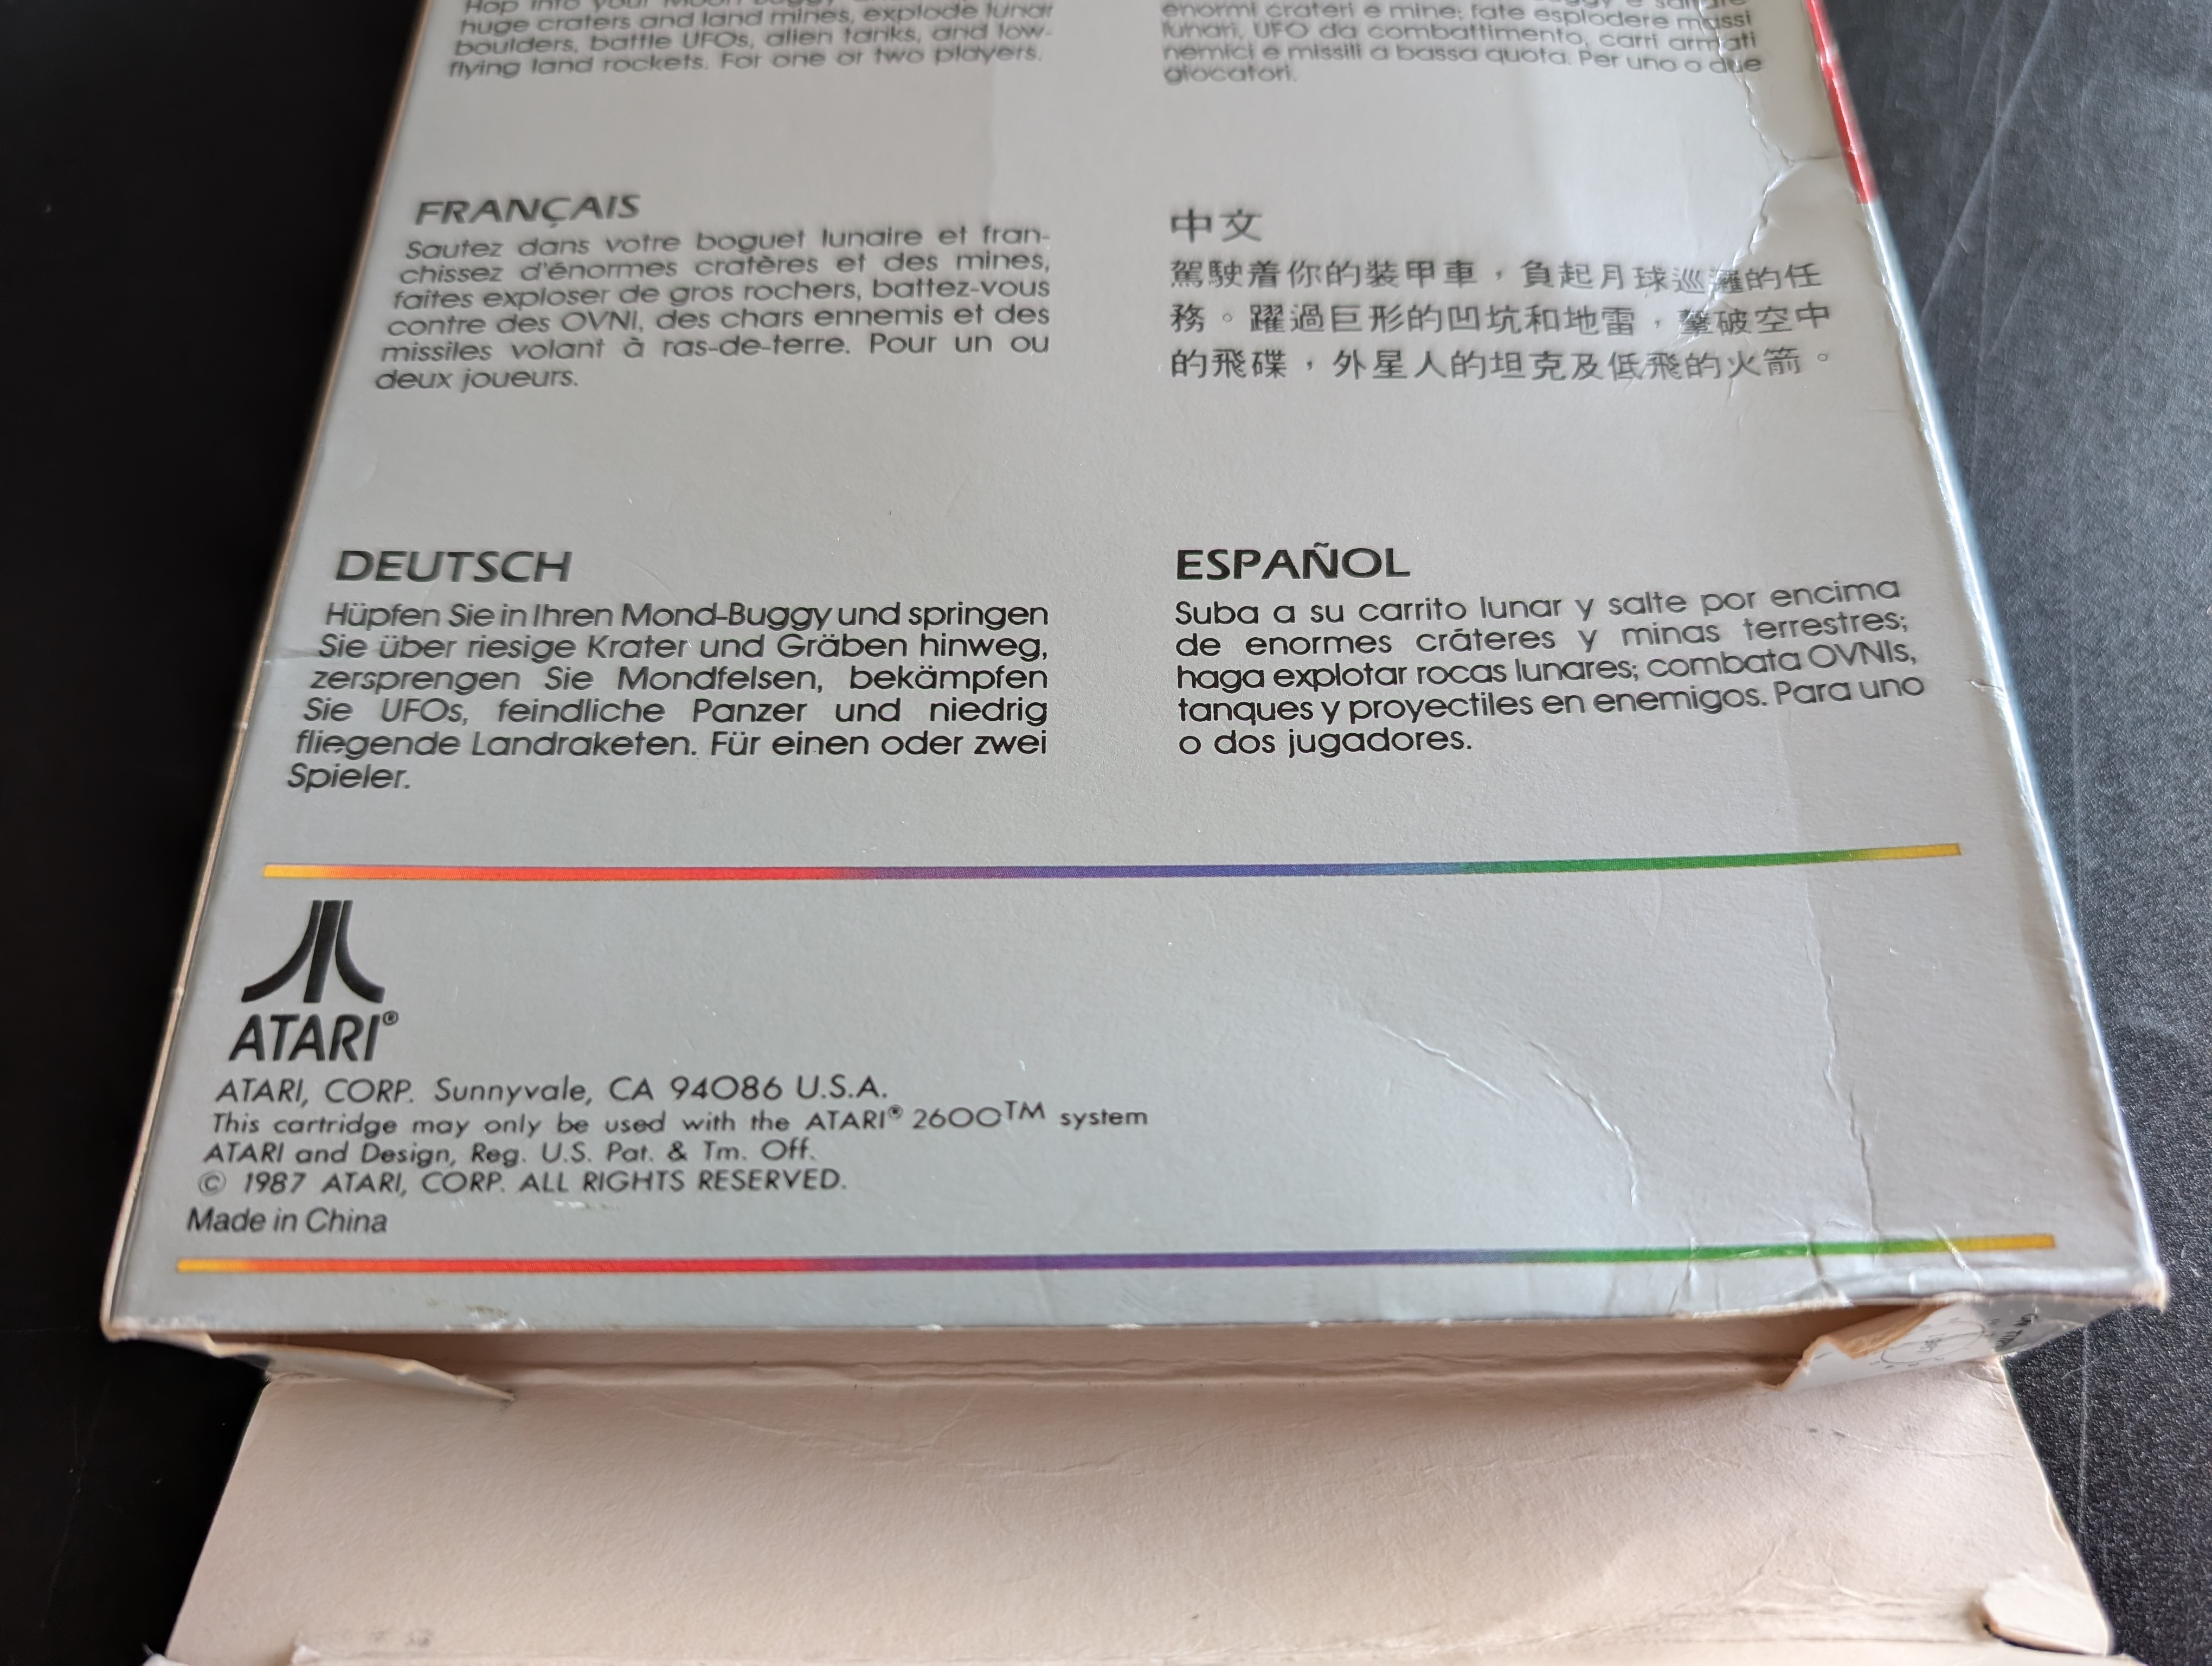 Hop into your Moon
huge craters and land mines, explode lunar
boulders, battle UFOs, alien tanks, and low-
flying land rockets. For one or two players.
enormi crateri e mine; fate esplodere massi
lunari, UFO da combattimento, carri armati
nemici e missili a bassa quota. Per uno o due
giocatori.
FRANÇAIS
Sautez dans votre boguet lunaire et fran-
chissez d'énormes cratères et des mines,
faites exploser de gros rochers, battez-vous
contre des OVNI, des chars ennemis et des
missiles volant à ras-de-terre. Pour un ou
deux joueurs.
中文
駕駛着你的裝甲車，負起月球巡邏的任
務。躍過巨形的凹坑和地雷，擊破空中
的飛碟，外星人的坦克及低飛的火箭。
DEUTSCH
Hüpfen Sie in Ihren Mond-Buggy und springen
Sie über riesige Krater und Gräben hinweg,
zersprengen Sie Mondfelsen, bekämpfen
Sie UFOs, feindliche Panzer und niedrig
fliegende Landraketen. Für einen oder zwei
Spieler.
ESPAÑOL
Suba a su carrito lunar y salte por encima
de enormes cráteres y minas terrestres;
haga explotar rocas lunares; combata OVNIs,
tanques y proyectiles en enemigos. Para uno
o dos jugadores.
ATARI®
ATARI, CORP. Sunnyvale, CA 94086 U.S.A.
This cartridge may only be used with the ATARI® 2600™ system
ATARI and Design, Reg. U.S. Pat. & Tm. Off.
© 1987 ATARI, CORP. ALL RIGHTS RESERVED.
Made in China